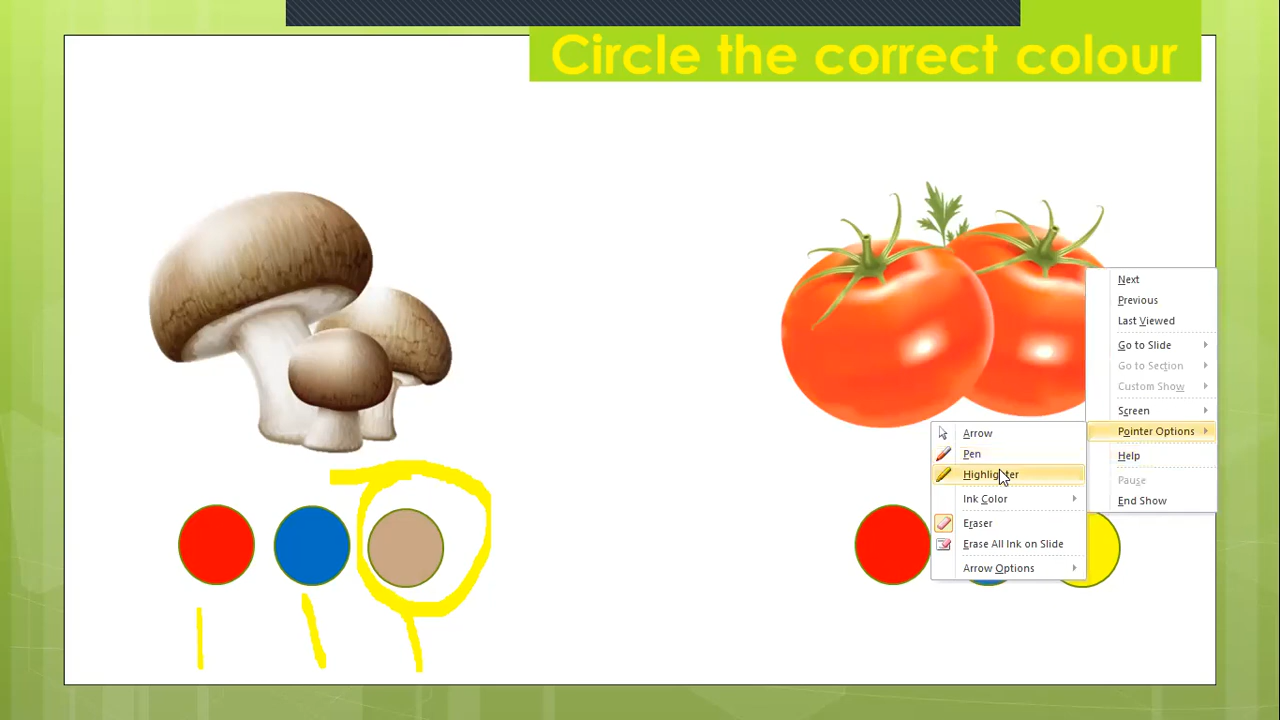 Circle the correct colour
Next
Previous
Last Viewed
Go to Slide
Go to Section
Custom Show
Screen
Pointer Options
Help
Pause
End Show
Arrow
Pen
Highlighter
Ink Color
Eraser
Erase All Ink on Slide
Arrow Options